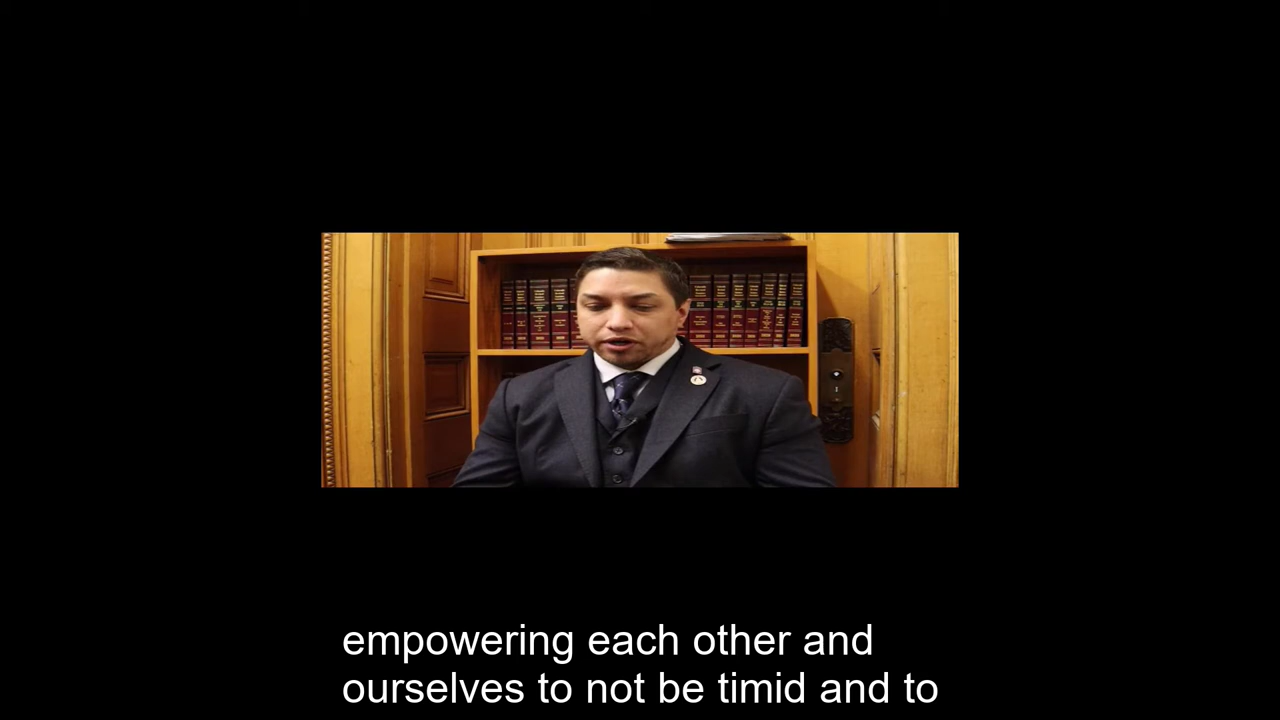 empowering each other and
ourselves to not be timid and to